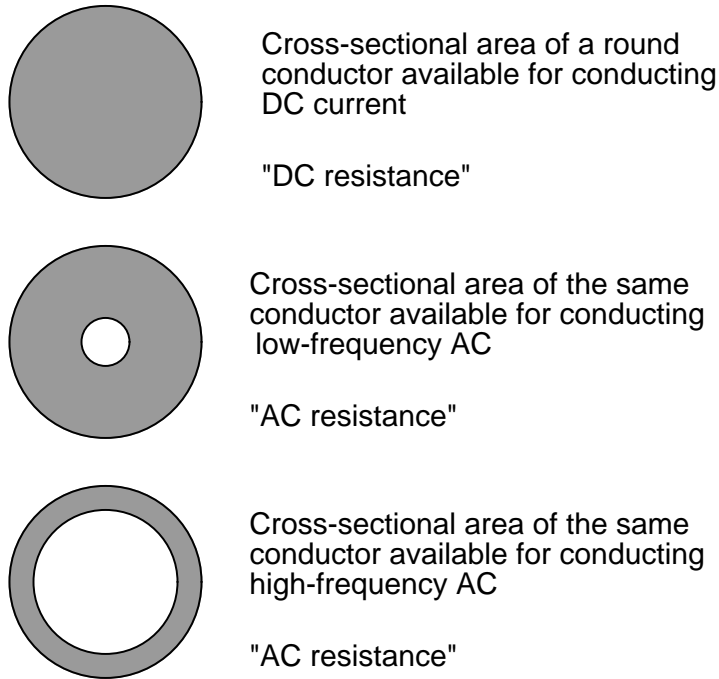 Cross-sectional area of a round
conductor available for conducting
DC current
"DC resistance"
Cross-sectional area of the same
conductor available for conducting
low-frequency AC
"AC resistance"
Cross-sectional area of the same
conductor available for conducting
high-frequency AC
"AC resistance"